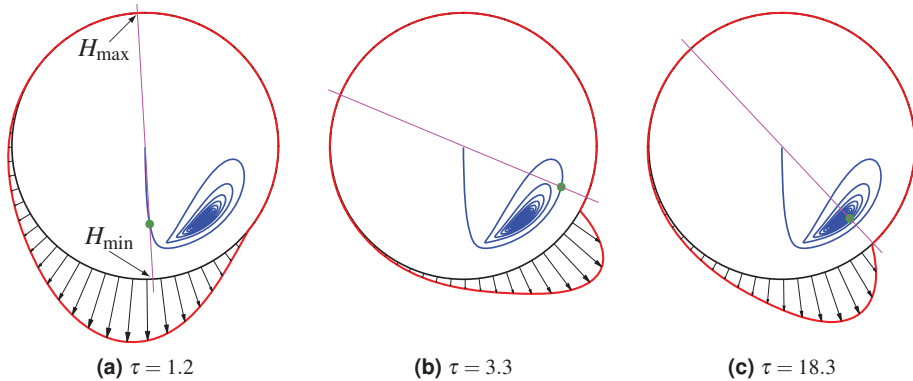 H_max
H_min
(a) τ = 1.2
(b) τ = 3.3
(c) τ = 18.3